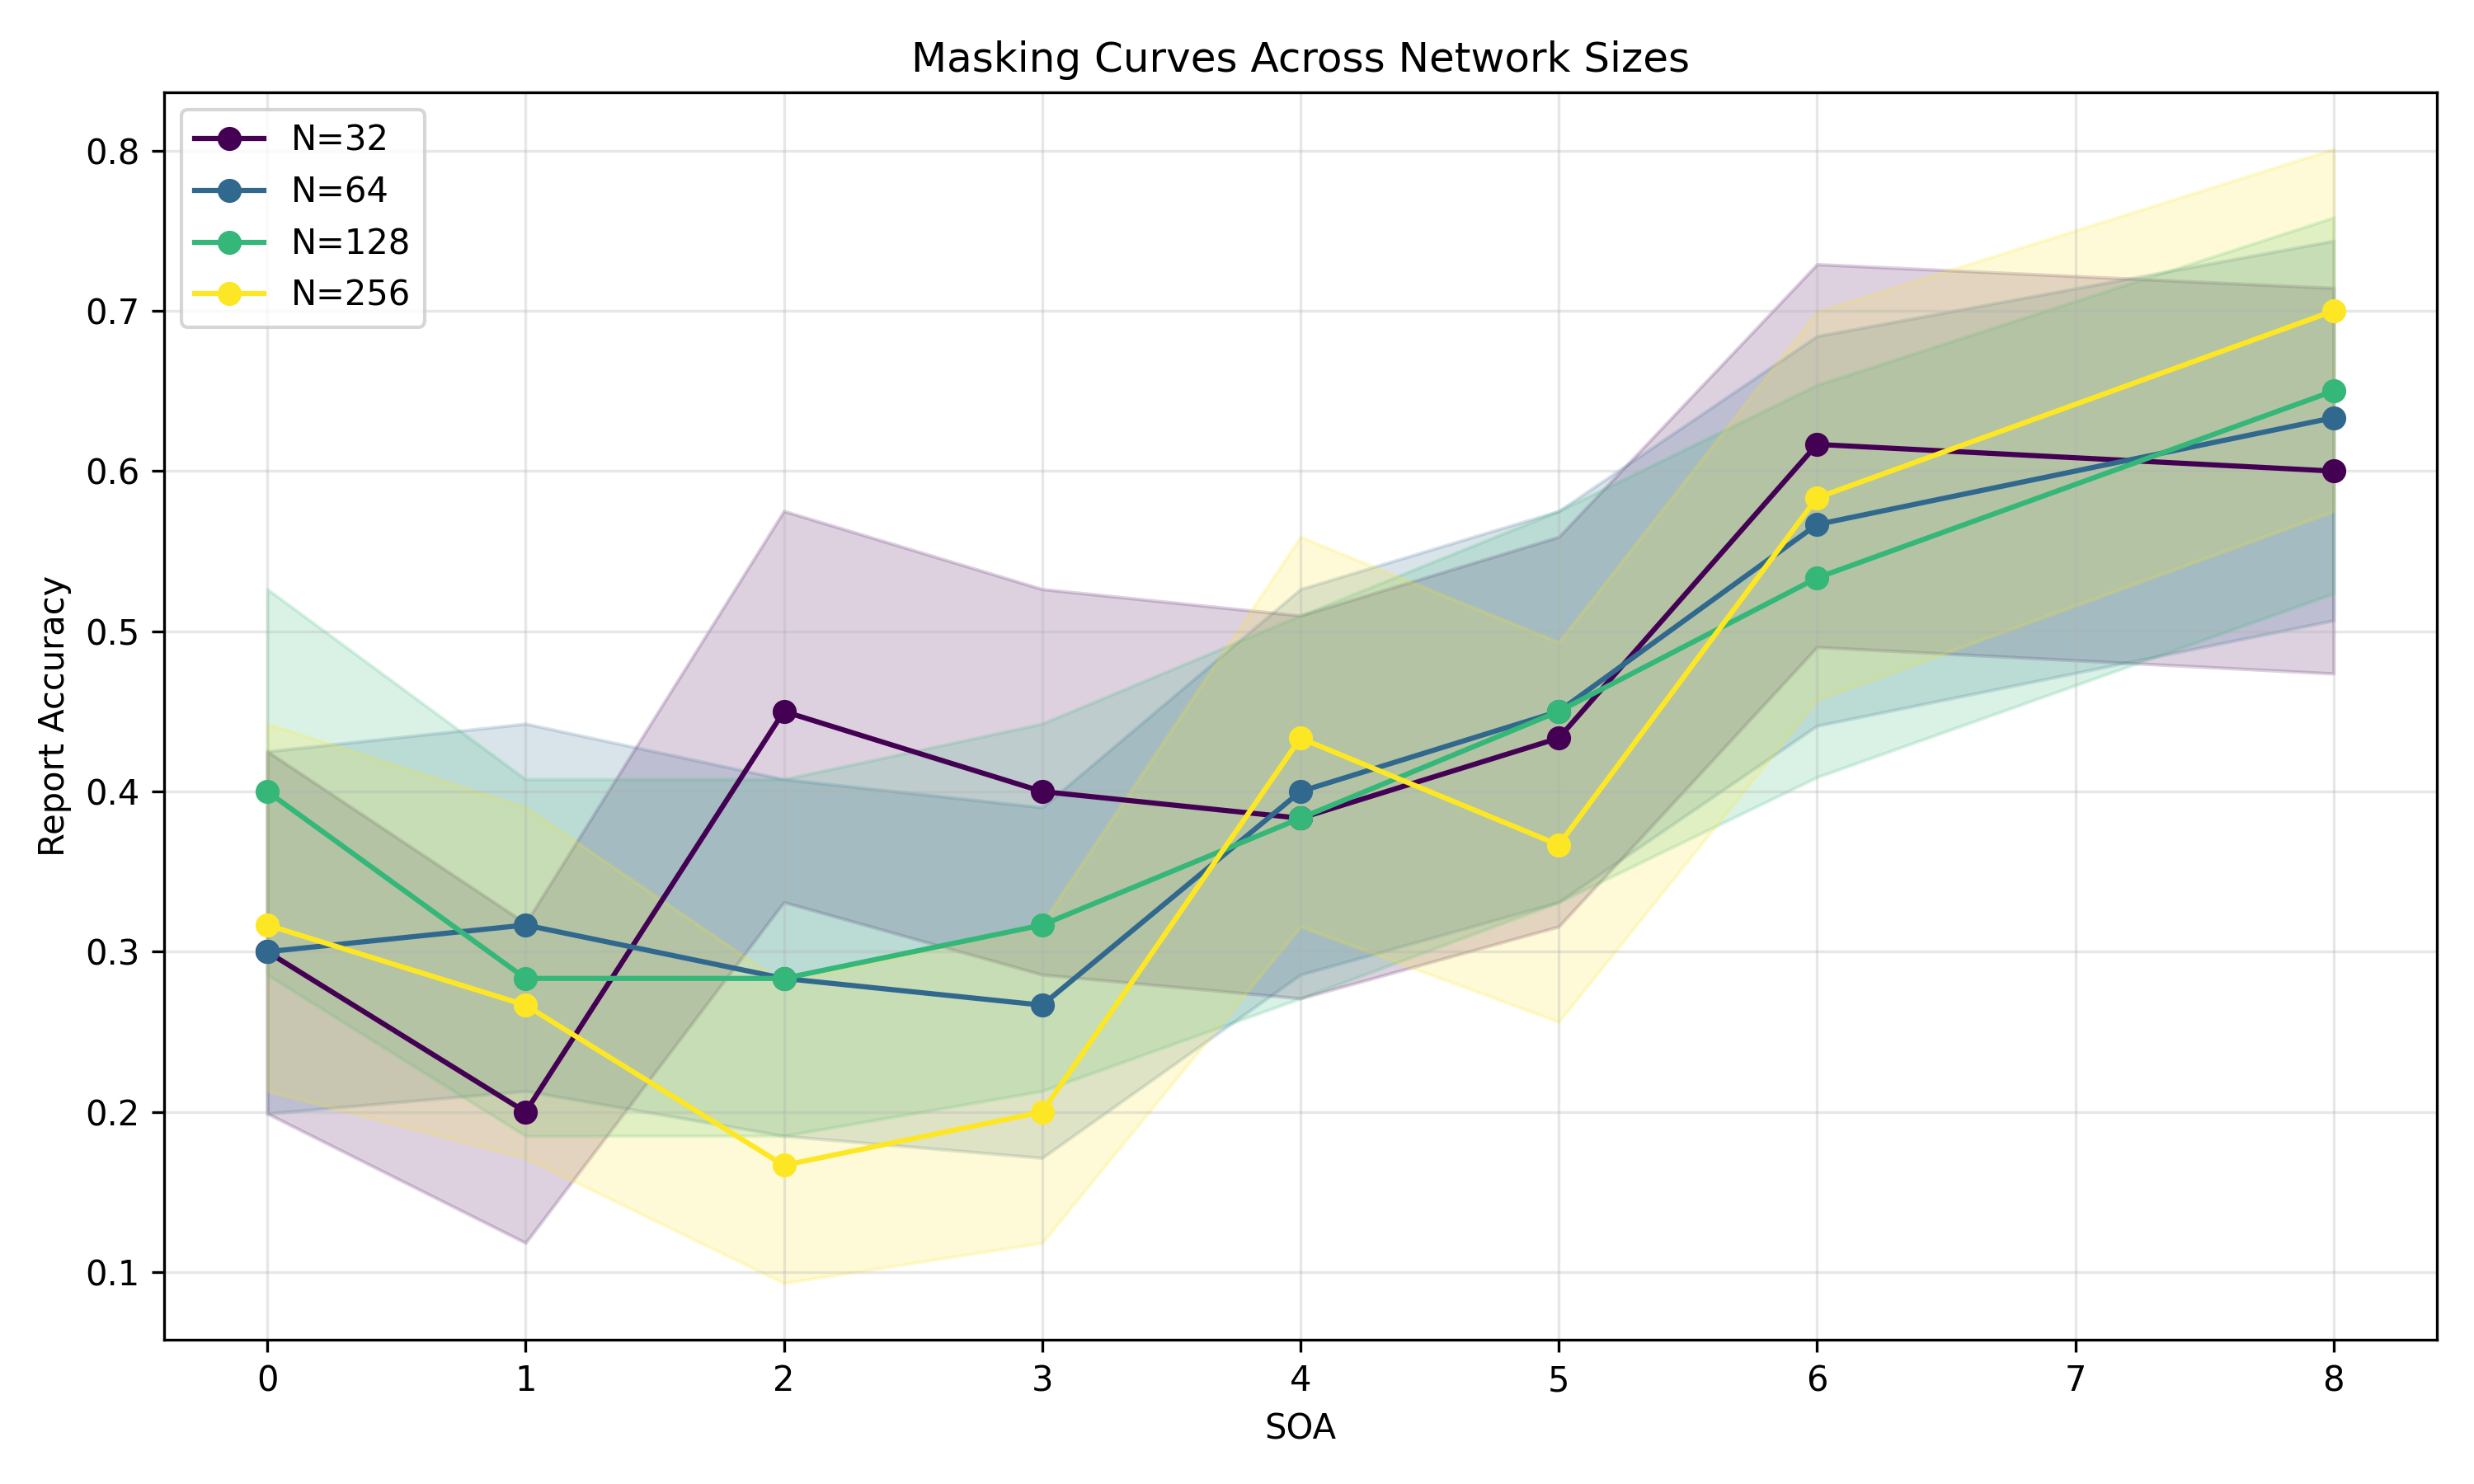 Masking Curves Across Network Sizes
N=32
N=64
N=128
N=256
0.8
0.7
0.6
0.5
0.4
0.3
0.2
0.1
Report Accuracy
0 1 2 3 4 5 6 7 8
SOA